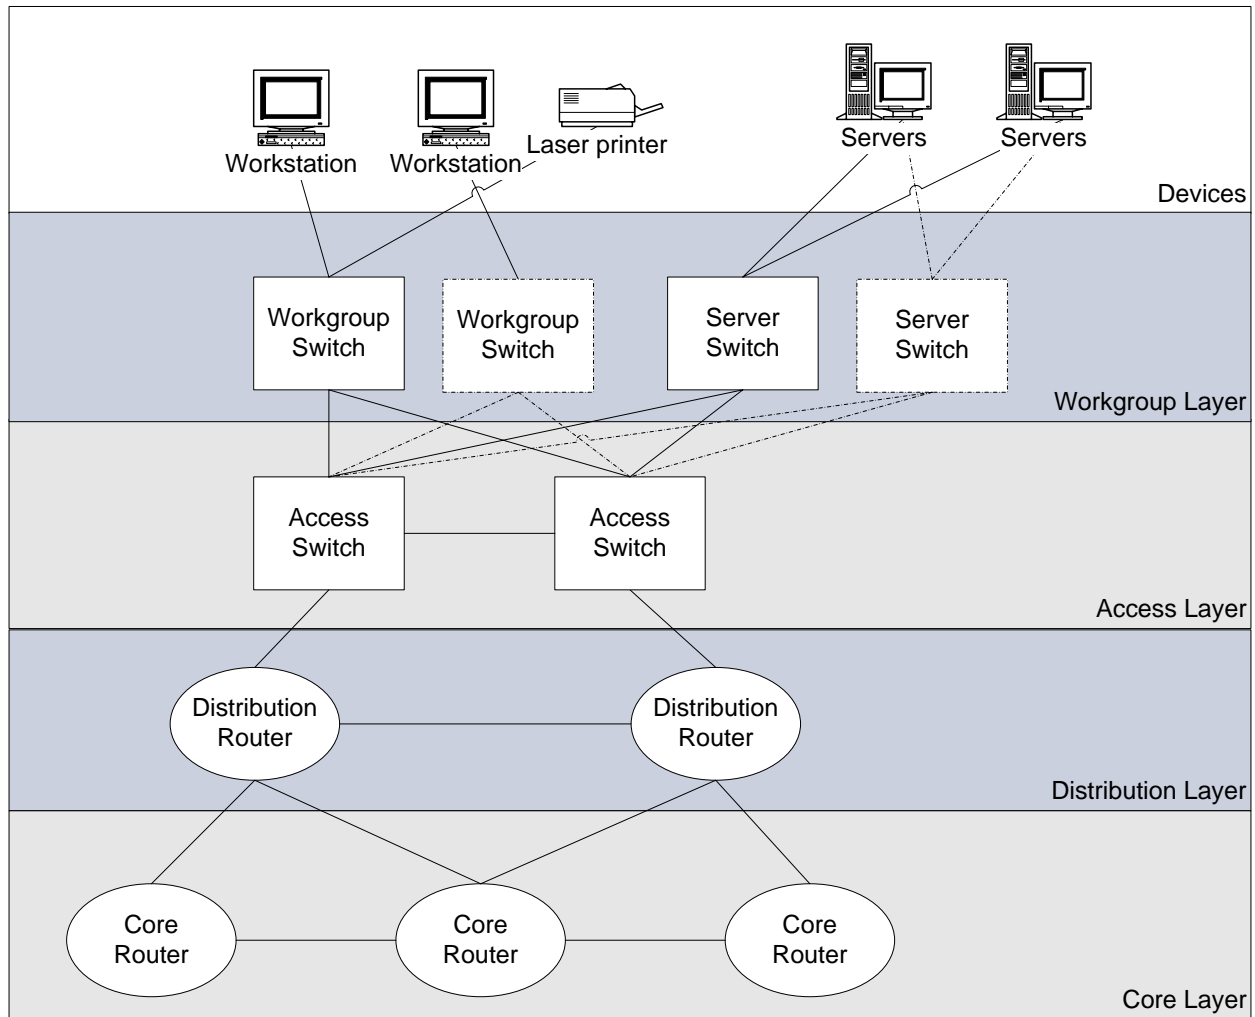 Workstation
Workstation
Laser printer
Servers
Servers
Devices
Workgroup
Switch
Workgroup
Switch
Server
Switch
Server
Switch
Workgroup Layer
Access
Switch
Access
Switch
Access Layer
Distribution
Router
Distribution
Router
Distribution Layer
Core
Router
Core
Router
Core
Router
Core Layer